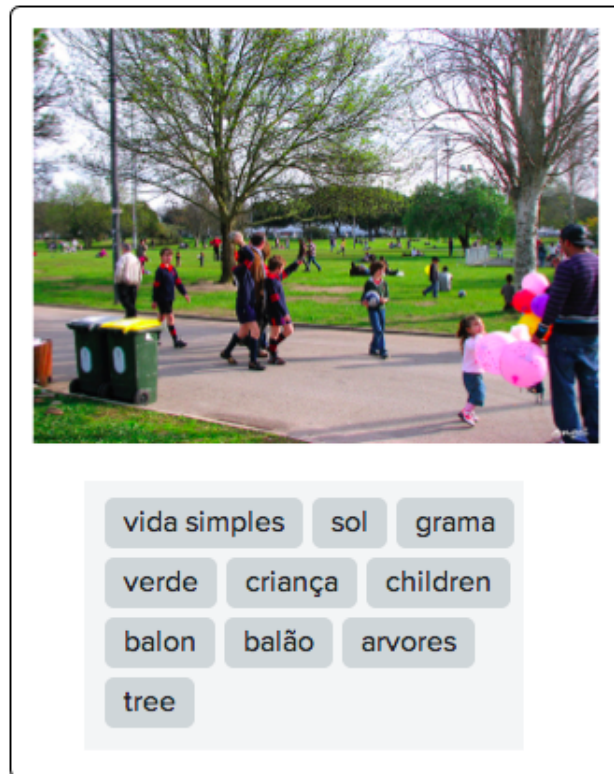 vida simples sol grama
verde criança children
balon balão arvores
tree